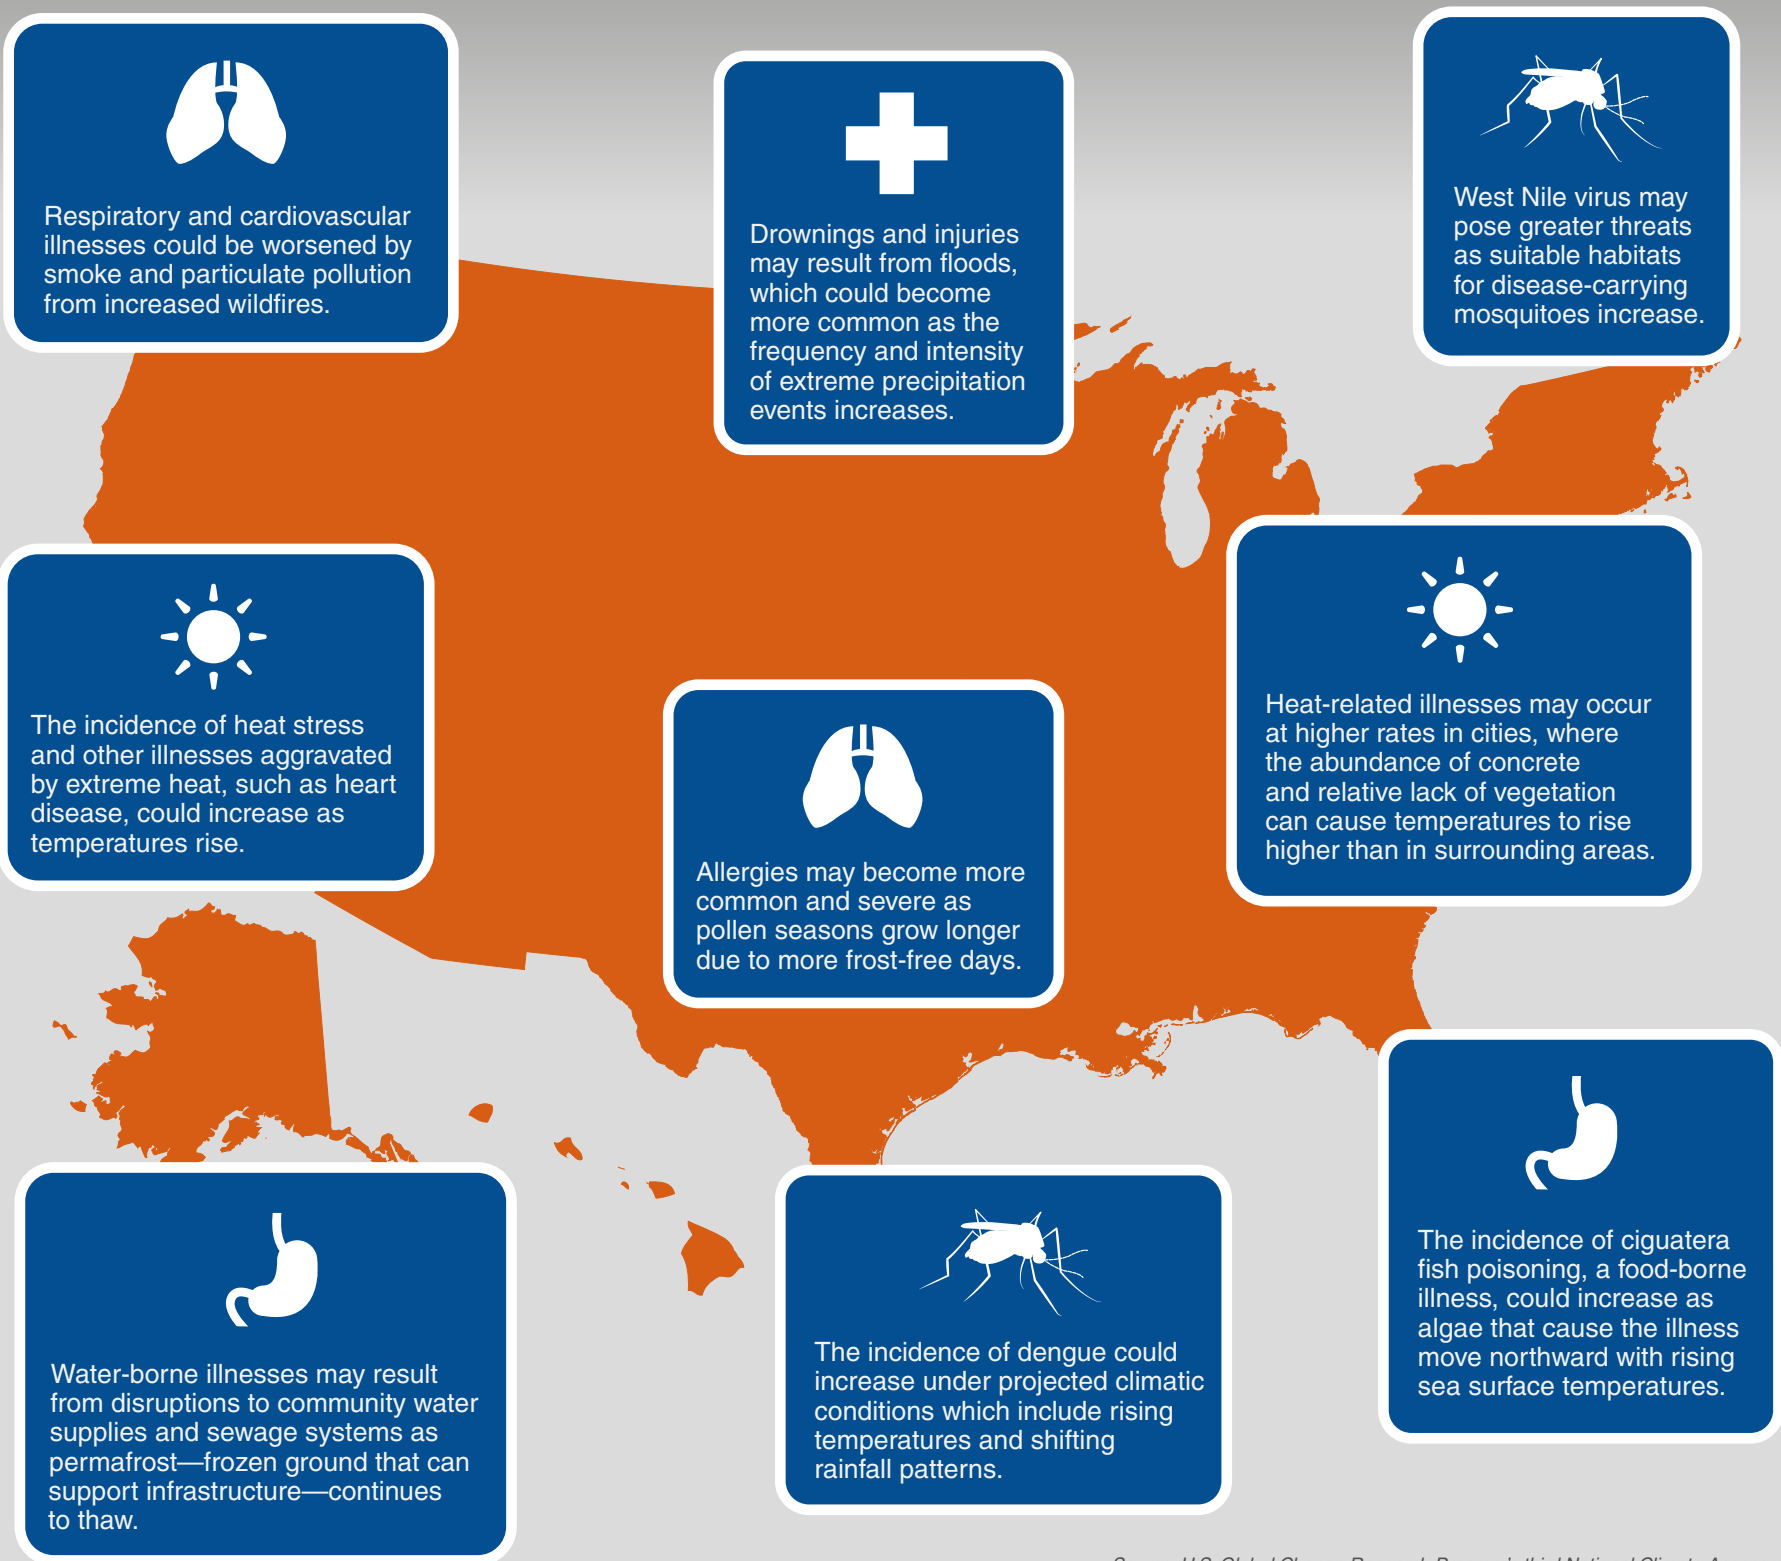 Respiratory and cardiovascular
illnesses could be worsened by
smoke and particulate pollution
from increased wildfires.
Drownings and injuries
may result from floods,
which could become
more common as the
frequency and intensity
of extreme precipitation
events increases.
West Nile virus may
pose greater threats
as suitable habitats
for disease-carrying
mosquitoes increase.
The incidence of heat stress
and other illnesses aggravated
by extreme heat, such as heart
disease, could increase as
temperatures rise.
Allergies may become more
common and severe as
pollen seasons grow longer
due to more frost-free days.
Heat-related illnesses may occur
at higher rates in cities, where
the abundance of concrete
and relative lack of vegetation
can cause temperatures to rise
higher than in surrounding areas.
Water-borne illnesses may result
from disruptions to community water
supplies and sewage systems as
permafrost—frozen ground that can
support infrastructure—continues
to thaw.
The incidence of dengue could
increase under projected climatic
conditions which include rising
temperatures and shifting
rainfall patterns.
The incidence of ciguatera
fish poisoning, a food-borne
illness, could increase as
algae that cause the illness
move northward with rising
sea surface temperatures.